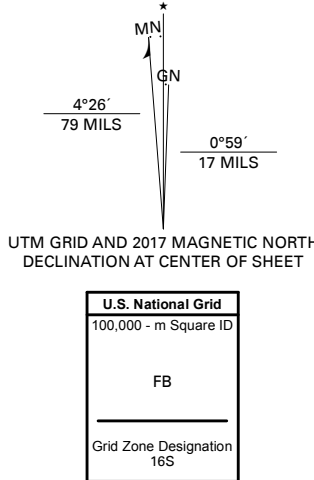 ★
MN
GN
4°26´
79 MILS
0°59´
17 MILS
UTM GRID AND 2017 MAGNETIC NORTH
DECLINATION AT CENTER OF SHEET
U.S. National Grid
100,000 - m Square ID
FB
Grid Zone Designation
16S